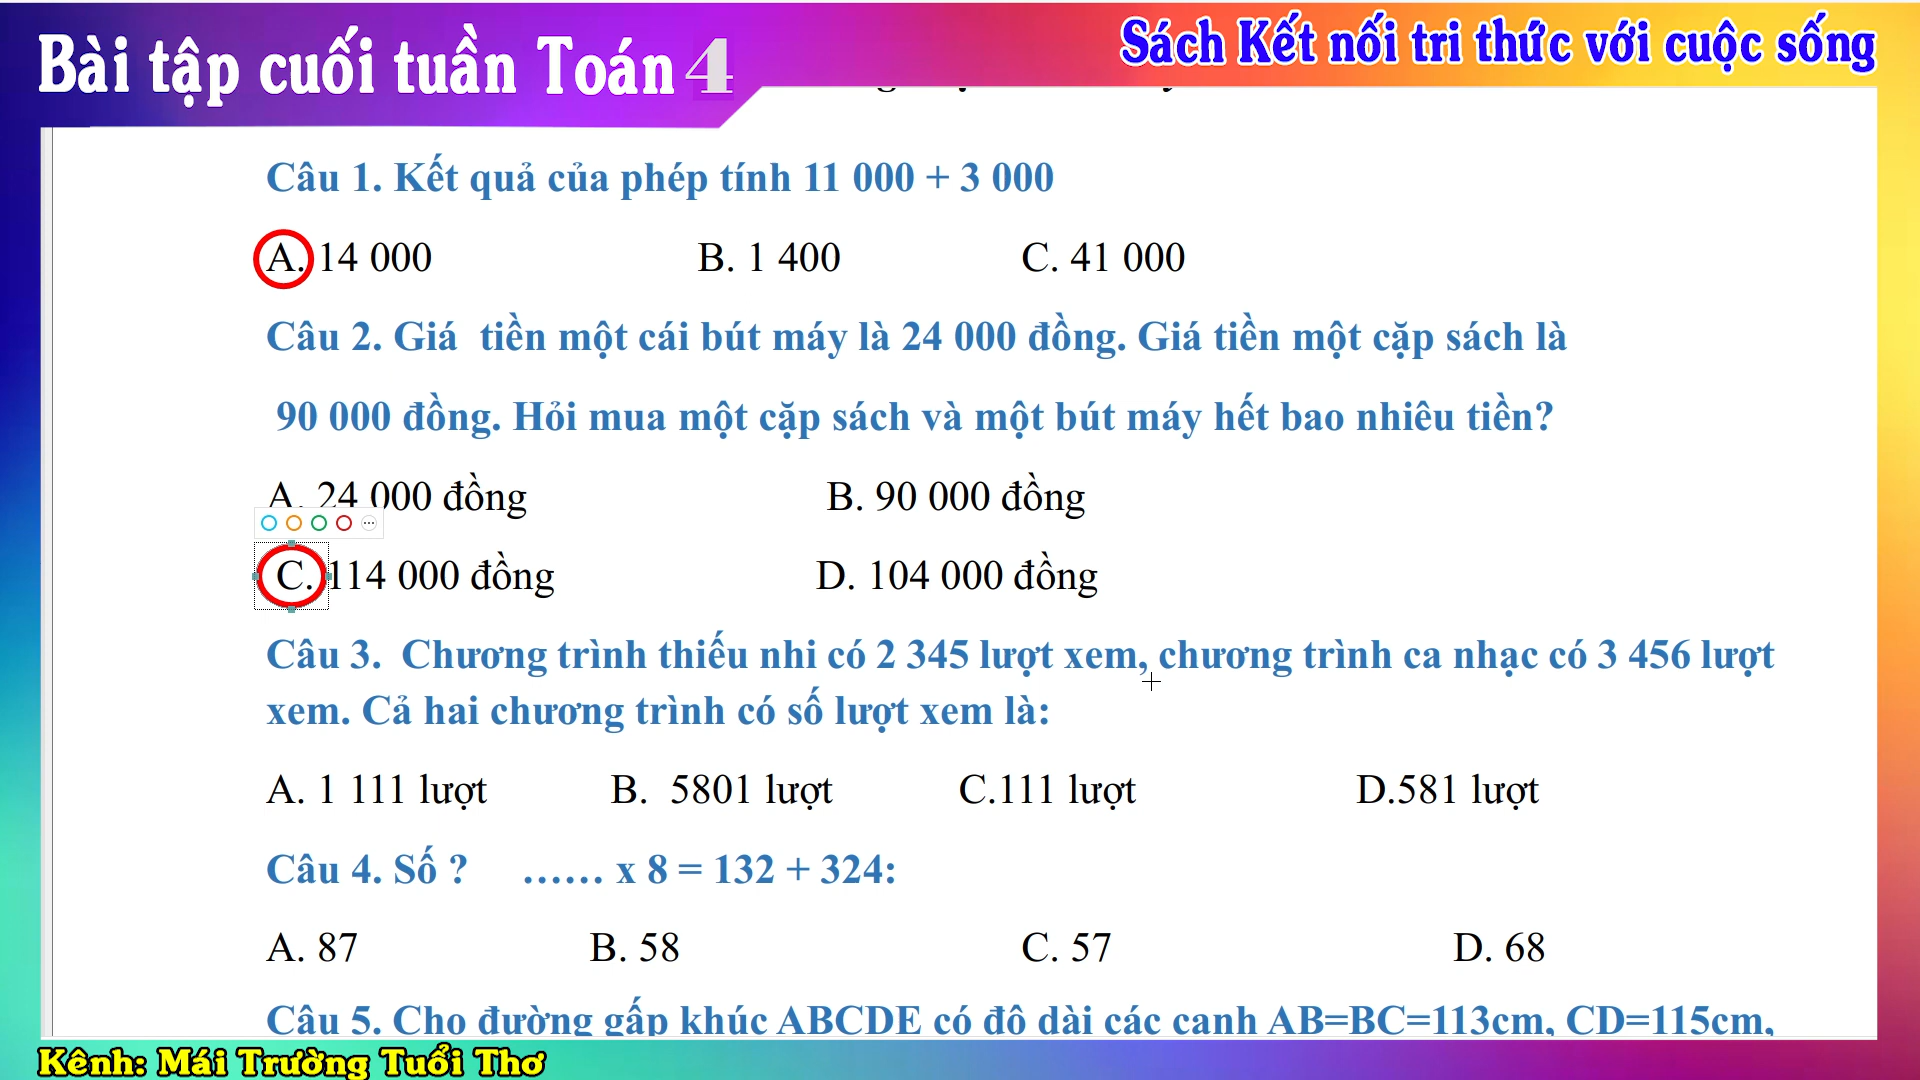 Bài tập cuối tuần Toán 4
Sách Kết nối tri thức với cuộc sống
Câu 1. Kết quả của phép tính 11 000 + 3 000
A. 14 000 B. 1 400 C. 41 000
Câu 2. Giá tiền một cái bút máy là 24 000 đồng. Giá tiền một cặp sách là
90 000 đồng. Hỏi mua một cặp sách và một bút máy hết bao nhiêu tiền?
A. 24 000 đồng B. 90 000 đồng
C. 114 000 đồng D. 104 000 đồng
Câu 3. Chương trình thiếu nhi có 2 345 lượt xem, chương trình ca nhạc có 3 456 lượt
xem. Cả hai chương trình có số lượt xem là:
A. 1 111 lượt B. 5801 lượt C.111 lượt D.581 lượt
Câu 4. Số ? …… x 8 = 132 + 324:
A. 87 B. 58 C. 57 D. 68
Câu 5. Cho đường gấp khúc ABCDE có độ dài các cạnh AB=BC=113cm, CD=115cm,
Kênh: Mái Trường Tuổi Thơ